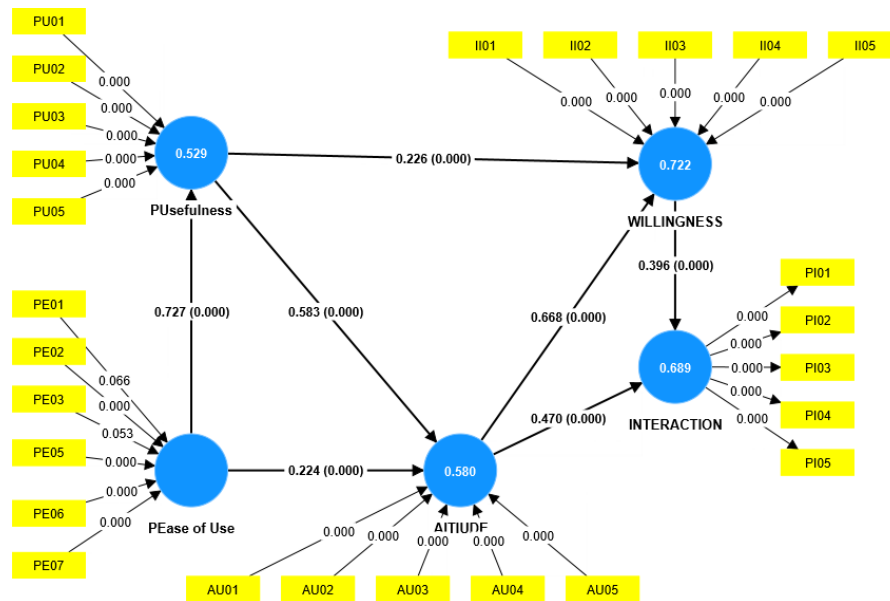 PU01
PU02
PU03
PU04
PU05
0.000
0.000
0.000
0.000
0.000
0.529
PUsefulness
II01
II02
II03
II04
II05
0.000
0.000
0.000
0.000
0.000
0.722
WILLINGNESS
0.226 (0.000)
0.727 (0.000)
0.583 (0.000)
0.668 (0.000)
0.396 (0.000)
PE01
PE02
PE03
PE05
PE06
PE07
0.066
0.000
0.053
0.000
0.000
0.000
PEase of Use
0.224 (0.000)
0.470 (0.000)
0.689
INTERACTION
PI01
PI02
PI03
PI04
PI05
0.000
0.000
0.000
0.000
0.000
0.580
AITIUDE
0.000
0.000
0.000
0.000
0.000
AU01
AU02
AU03
AU04
AU05